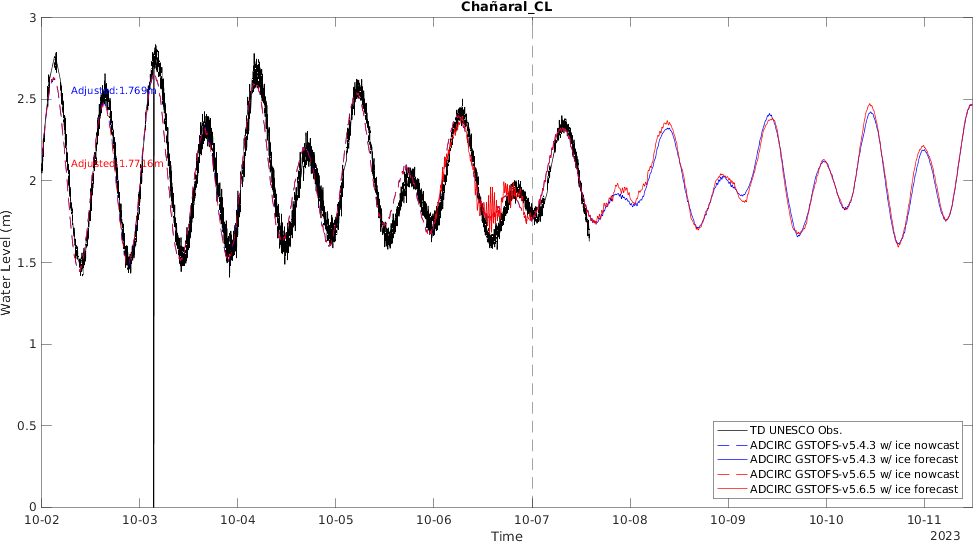 Chañaral_CL
3
2.5
2
1.5
1
0.5
0
Water Level (m)
Adjusted:1.769m
Adjusted:1.7716m
TD UNESCO Obs.
ADCIRC GSTOFS-v5.4.3 w/ ice nowcast
ADCIRC GSTOFS-v5.4.3 w/ ice forecast
ADCIRC GSTOFS-v5.6.5 w/ ice nowcast
ADCIRC GSTOFS-v5.6.5 w/ ice forecast
10-02 10-03 10-04 10-05 10-06 10-07 10-08 10-09 10-10 10-11
Time
2023